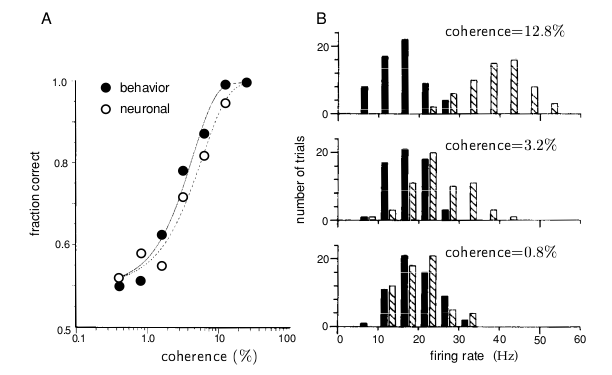 A
1.0
0.8
0.6
0.5
fraction correct
behavior
neuronal
0.1
1.0
10
100
coherence (%)
B
coherence=12.8%
20
0
coherence=3.2%
20
0
coherence=0.8%
20
0
number of trials
0
10
20
30
40
50
60
firing rate (Hz)